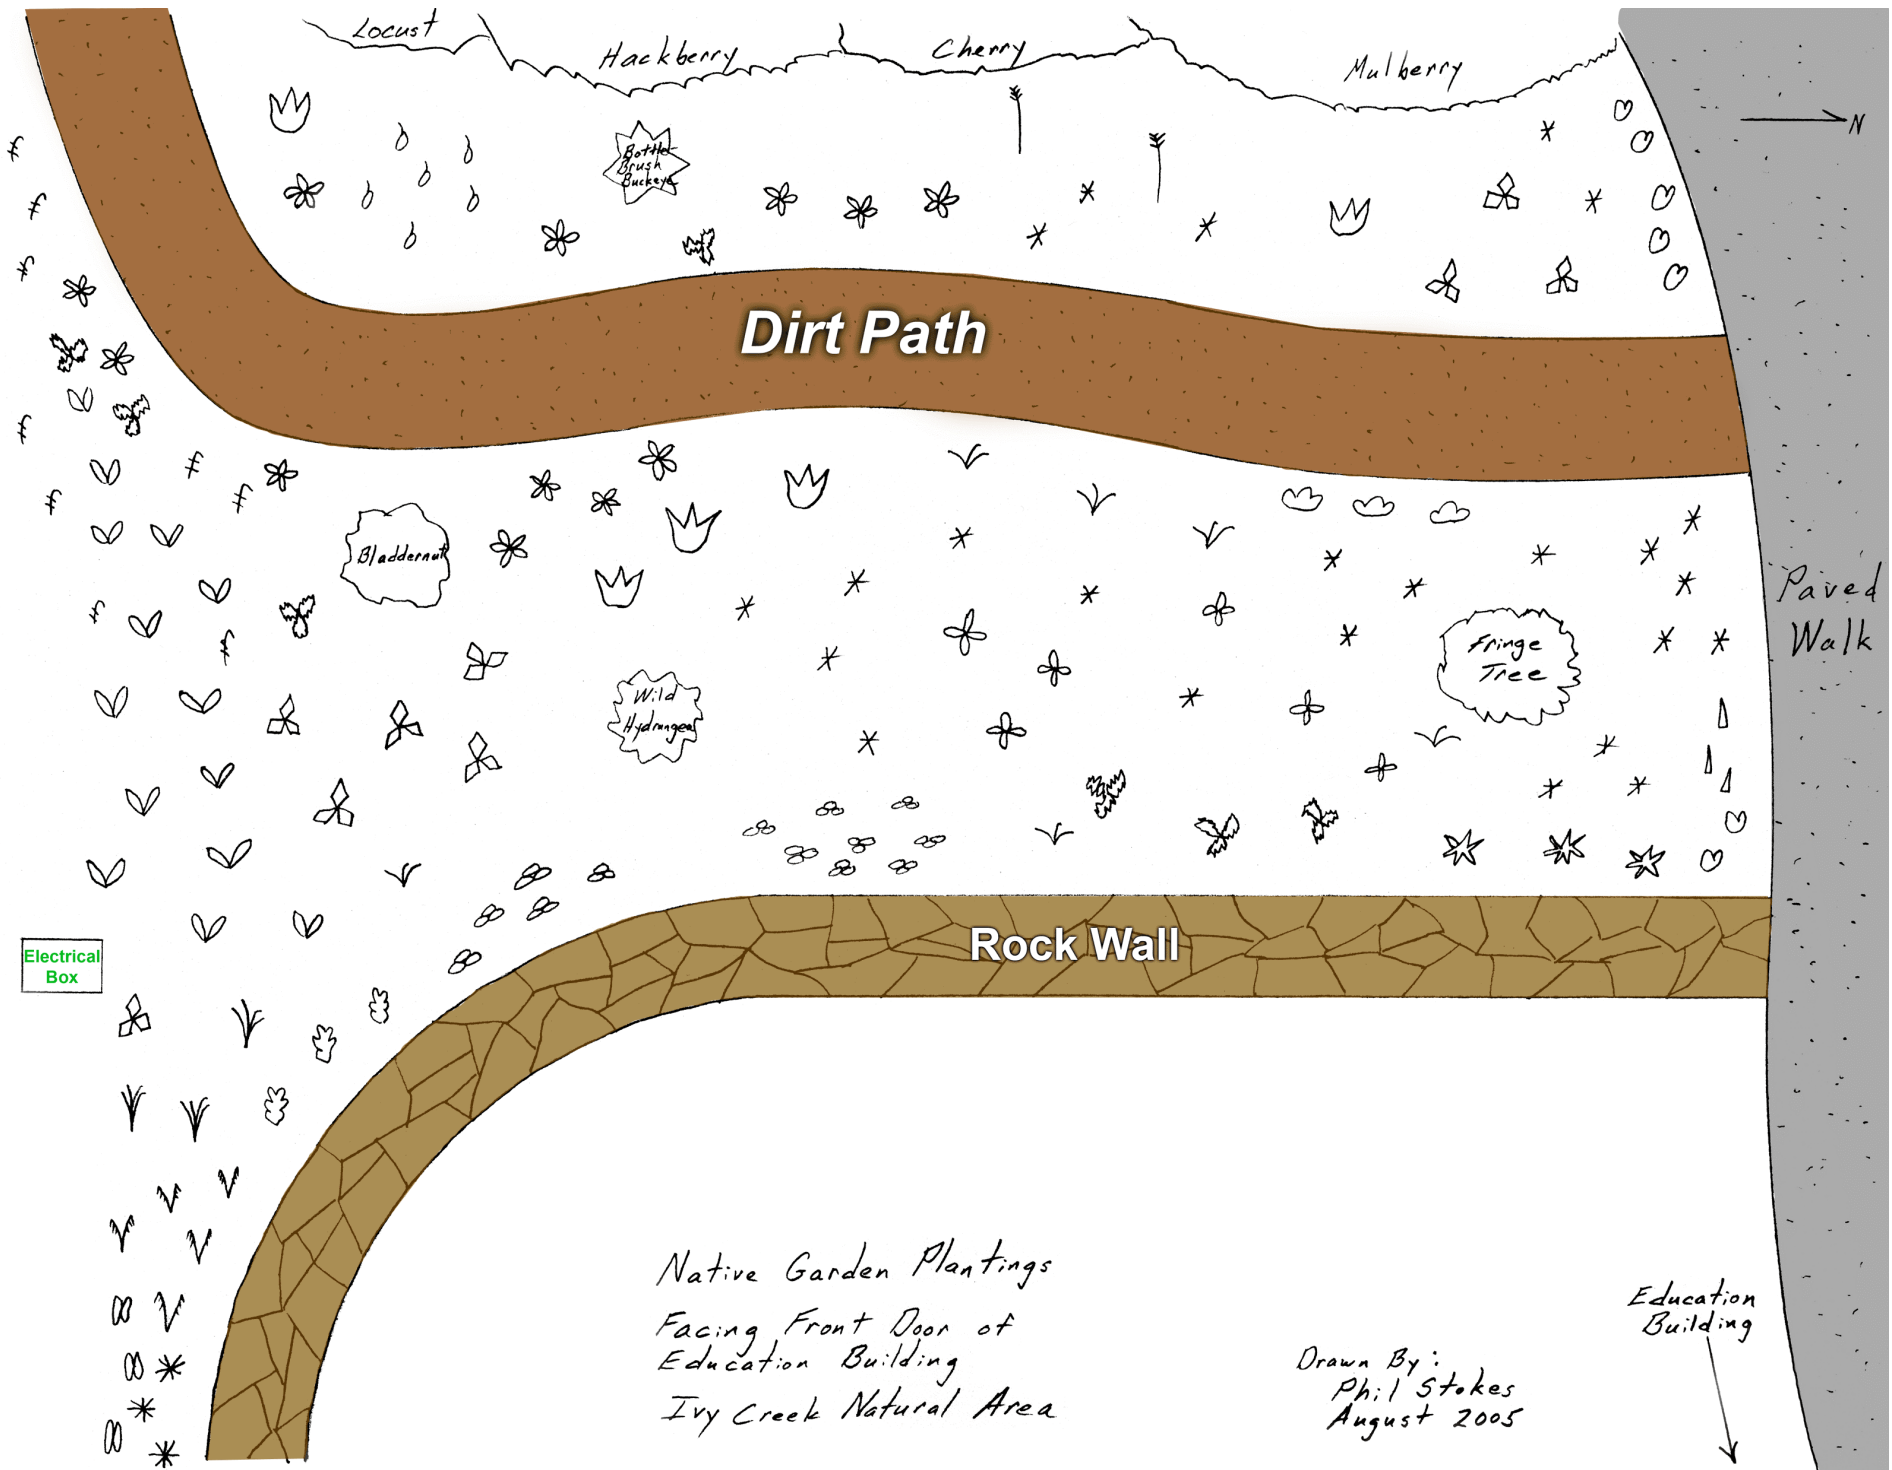 Locust
Hackberry
Cherry
Mulberry
N
Bottle
Brush
Buckeye
Dirt Path
Bladdernut
Paved
Walk
Fringe
Tree
Wild
Hydrangea
Rock Wall
Electrical
Box
Native Garden Plantings
Facing Front Door of
Education Building
Ivy Creek Natural Area
Education
Building
Drawn By:
Phil Stokes
August 2005